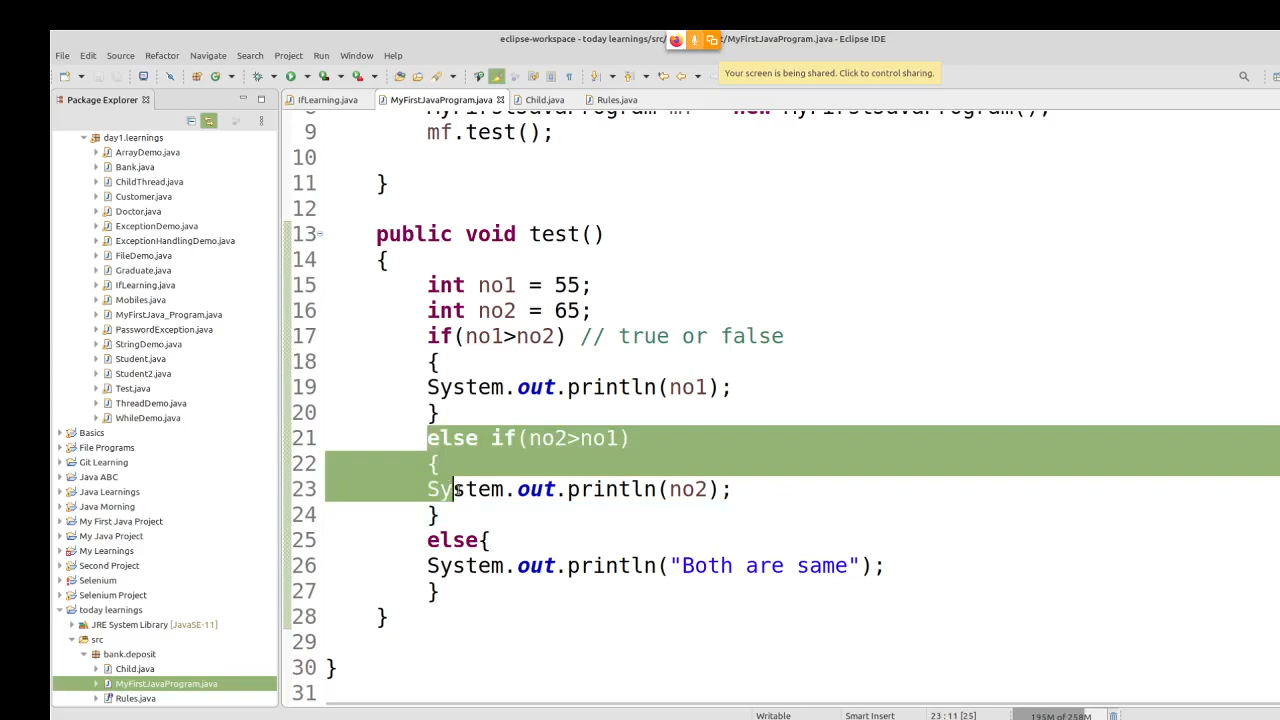 eclipse-workspace - today learnings/src/ t/MyFirstJavaProgram.java - Eclipse IDE
File Edit Source Refactor Navigate Search Project Run Window Help
Your screen is being shared. Click to control sharing.
Package Explorer
IfLearning.java MyFirstJavaProgram.java Child.java Rules.java
day1.learnings
ArrayDemo.java
Bank.java
ChildThread.java
Customer.java
Doctor.java
ExceptionDemo.java
ExceptionHandlingDemo.java
FileDemo.java
Graduate.java
IfLearning.java
Mobiles.java
MyFirstJava_Program.java
PasswordException.java
StringDemo.java
Student.java
Student2.java
Test.java
ThreadDemo.java
WhileDemo.java
Basics
File Programs
Git Learning
Java ABC
Java Learnings
Java Morning
My First Java Project
My Java Project
My Learnings
Second Project
Selenium
Selenium Project
today learnings
JRE System Library [JavaSE-11]
src
bank.deposit
Child.java
MyFirstJavaProgram.java
Rules.java
8 MyFirstJavaProgram mf = new MyFirstJavaProgram();
9 mf.test();
10
11 }
12
13 public void test()
14 {
15 int no1 = 55;
16 int no2 = 65;
17 if(no1>no2) // true or false
18 {
19 System.out.println(no1);
20 }
21 else if(no2>no1)
22 {
23 System.out.println(no2);
24 }
25 else{
26 System.out.println("Both are same");
27 }
28 }
29
30 }
31
Writable Smart Insert 23 : 11 [25] 195M of 258M